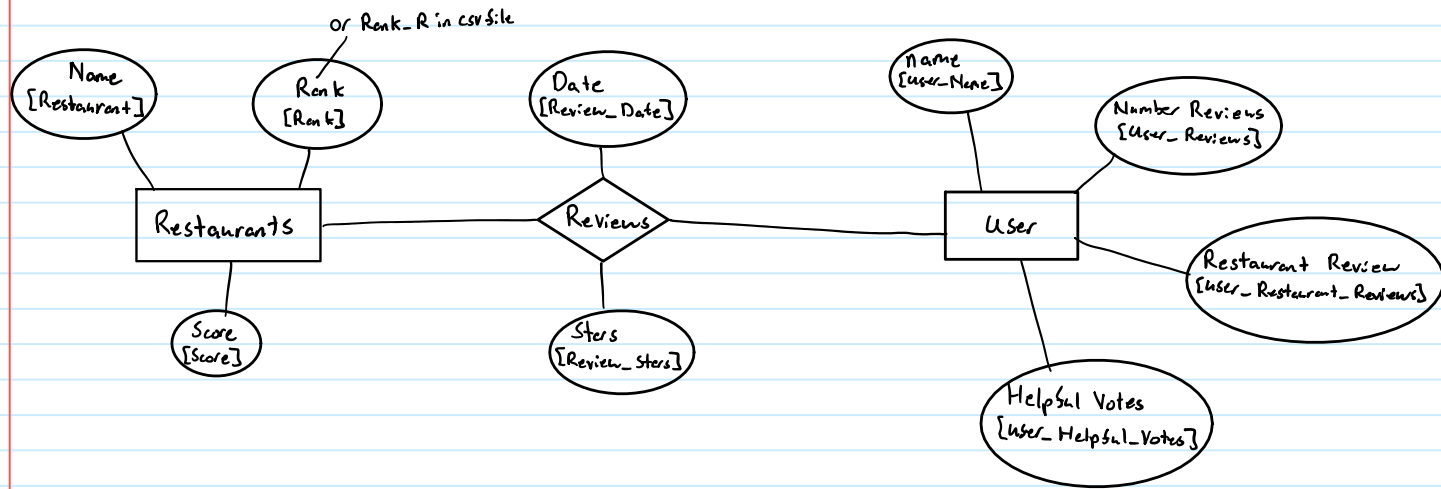 or Rank_R in csv file
Name
[Restaurant]
Rank
[Rank]
Date
[Review_Date]
name
[User_Name]
Number Reviews
[User_Reviews]
Restaurants
Reviews
User
Restaurant Review
[User_Restaurant_Reviews]
Score
[Score]
Stars
[Review_Stars]
Helpful Votes
[User_Helpful_Votes]